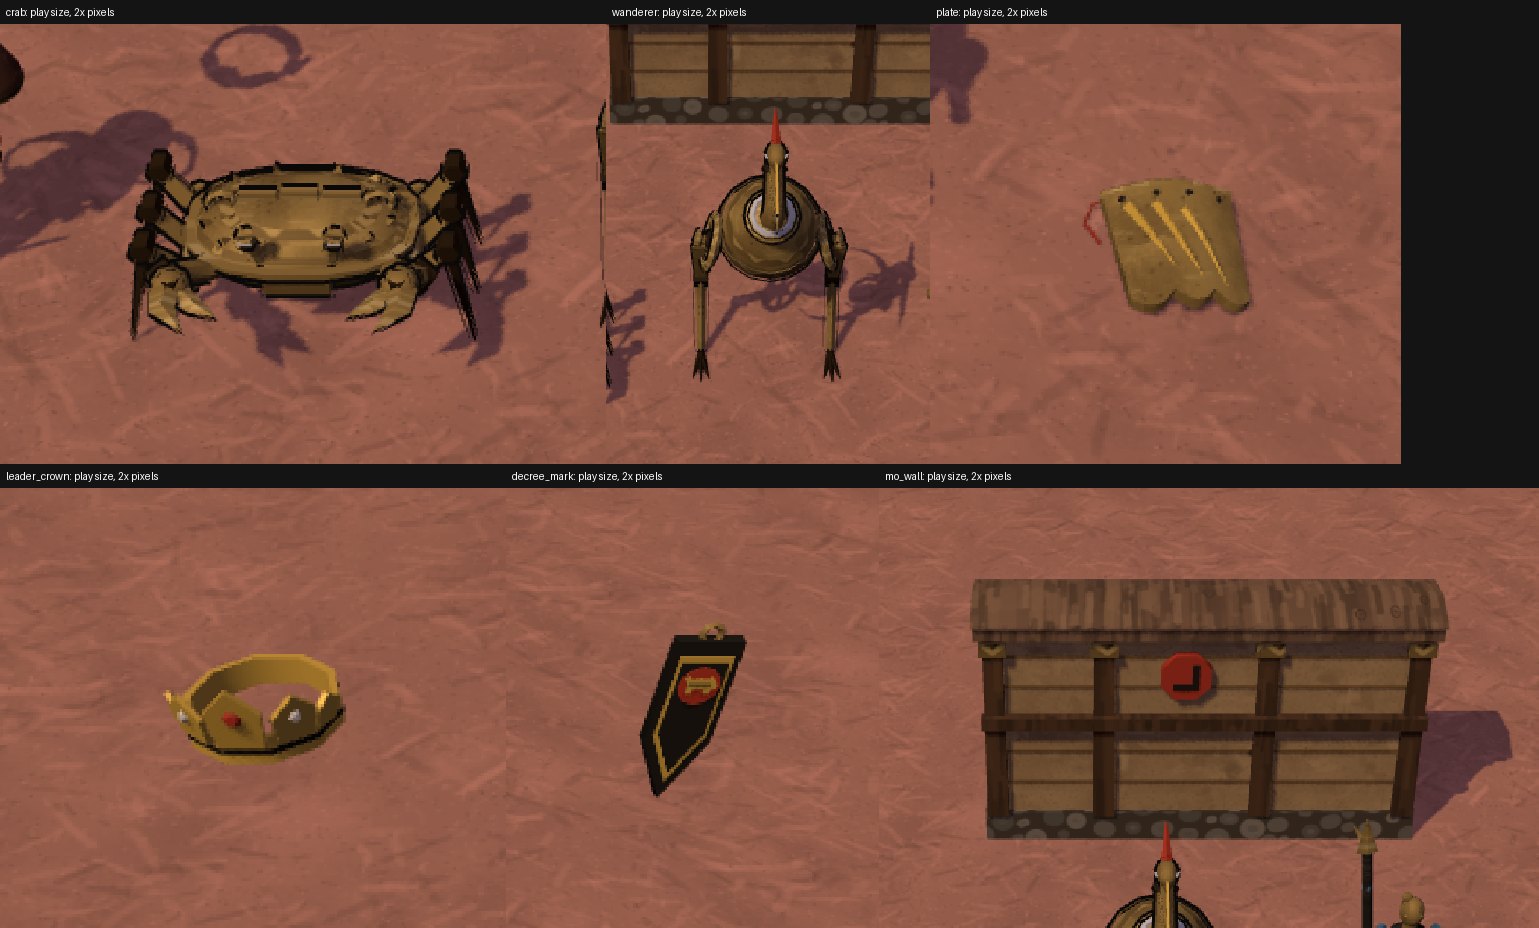 crab: playsize, 2x pixels
wanderer: playsize, 2x pixels
plate: playsize, 2x pixels
leader_crown: playsize, 2x pixels
decree_mark: playsize, 2x pixels
mo_wall: playsize, 2x pixels